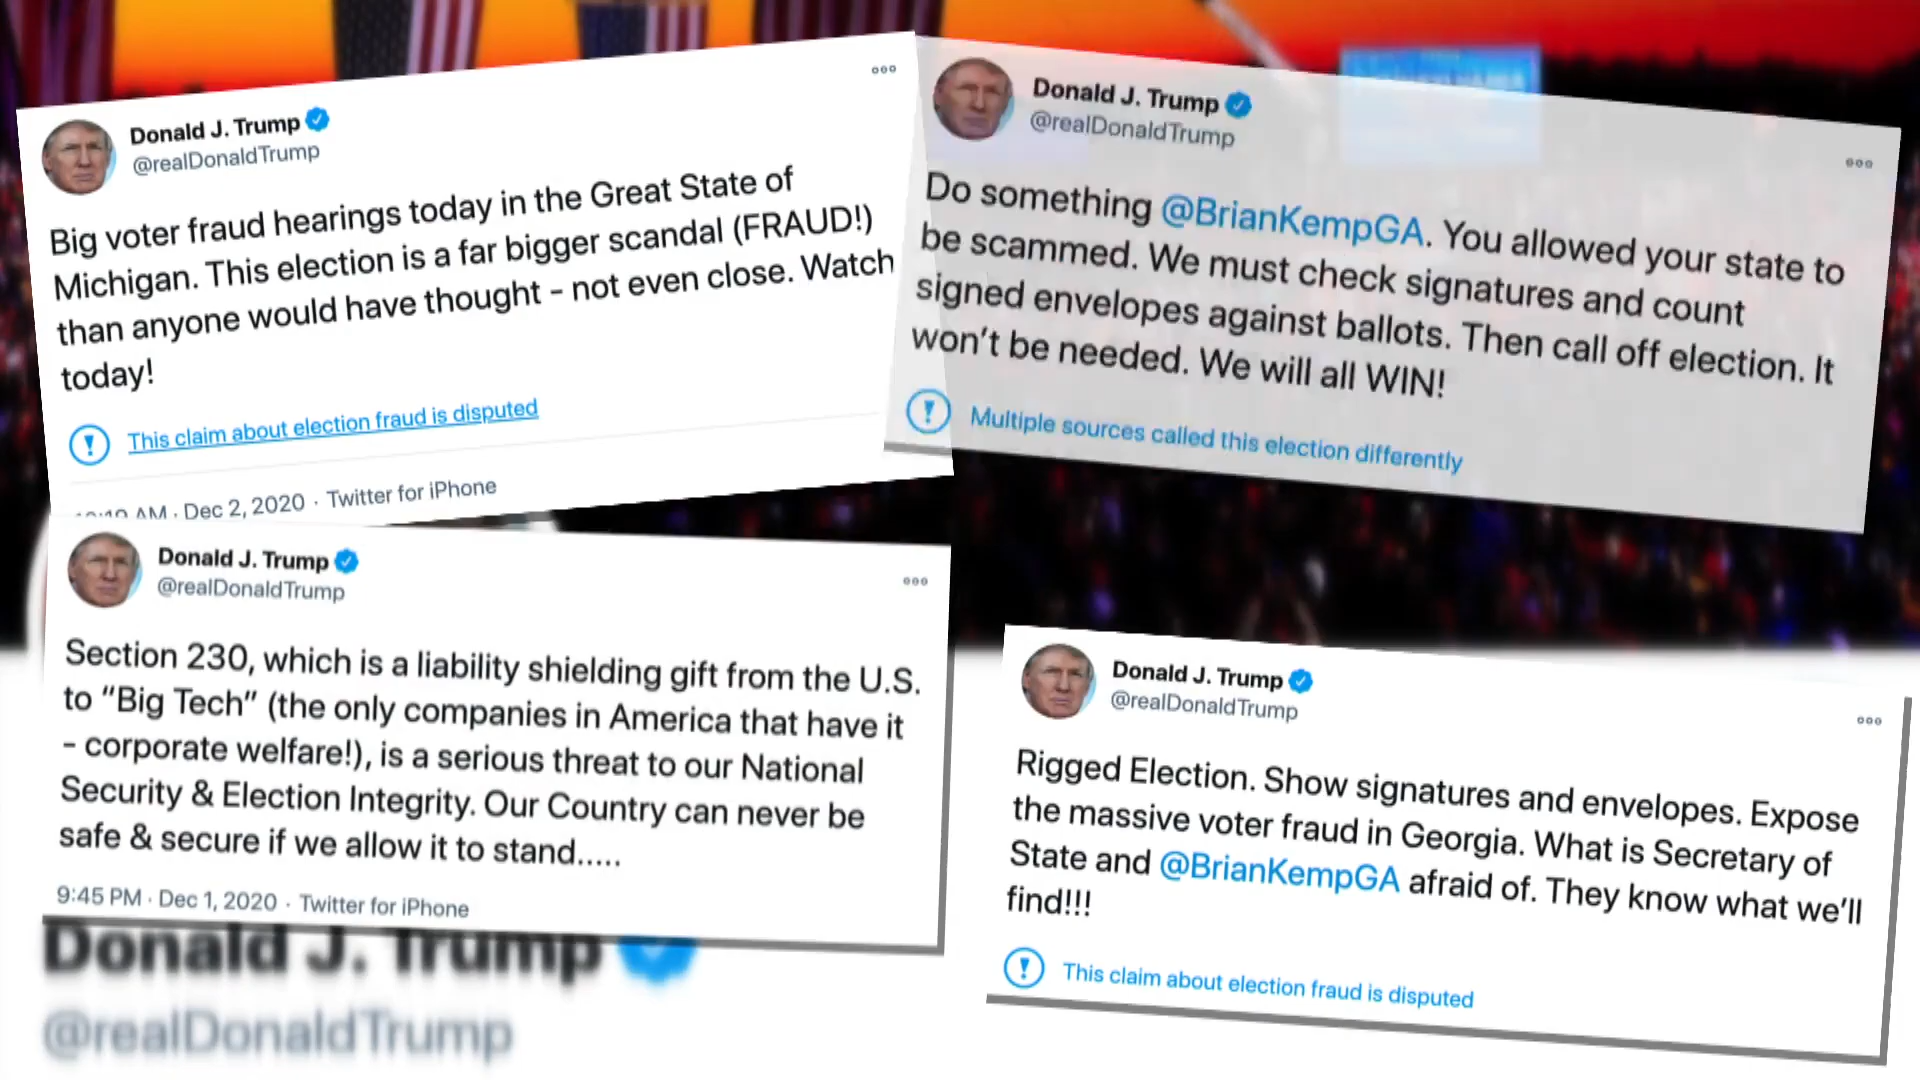 Donald J. Trump
@realDonaldTrump
Big voter fraud hearings today in the Great State of
Michigan. This election is a far bigger scandal (FRAUD!)
than anyone would have thought - not even close. Watch
today!
This claim about election fraud is disputed
AM · Dec 2, 2020 · Twitter for iPhone
Donald J. Trump
@realDonaldTrump
Do something @BrianKempGA. You allowed your state to
be scammed. We must check signatures and count
signed envelopes against ballots. Then call off election. It
won't be needed. We will all WIN!
Multiple sources called this election differently
Donald J. Trump
@realDonaldTrump
Section 230, which is a liability shielding gift from the U.S.
to “Big Tech” (the only companies in America that have it
- corporate welfare!), is a serious threat to our National
Security & Election Integrity. Our Country can never be
safe & secure if we allow it to stand.....
9:45 PM · Dec 1, 2020 · Twitter for iPhone
Donald J. Trump
@realDonaldTrump
Rigged Election. Show signatures and envelopes. Expose
the massive voter fraud in Georgia. What is Secretary of
State and @BrianKempGA afraid of. They know what we'll
find!!!
This claim about election fraud is disputed
Donald J. Trump
@realDonaldTrump